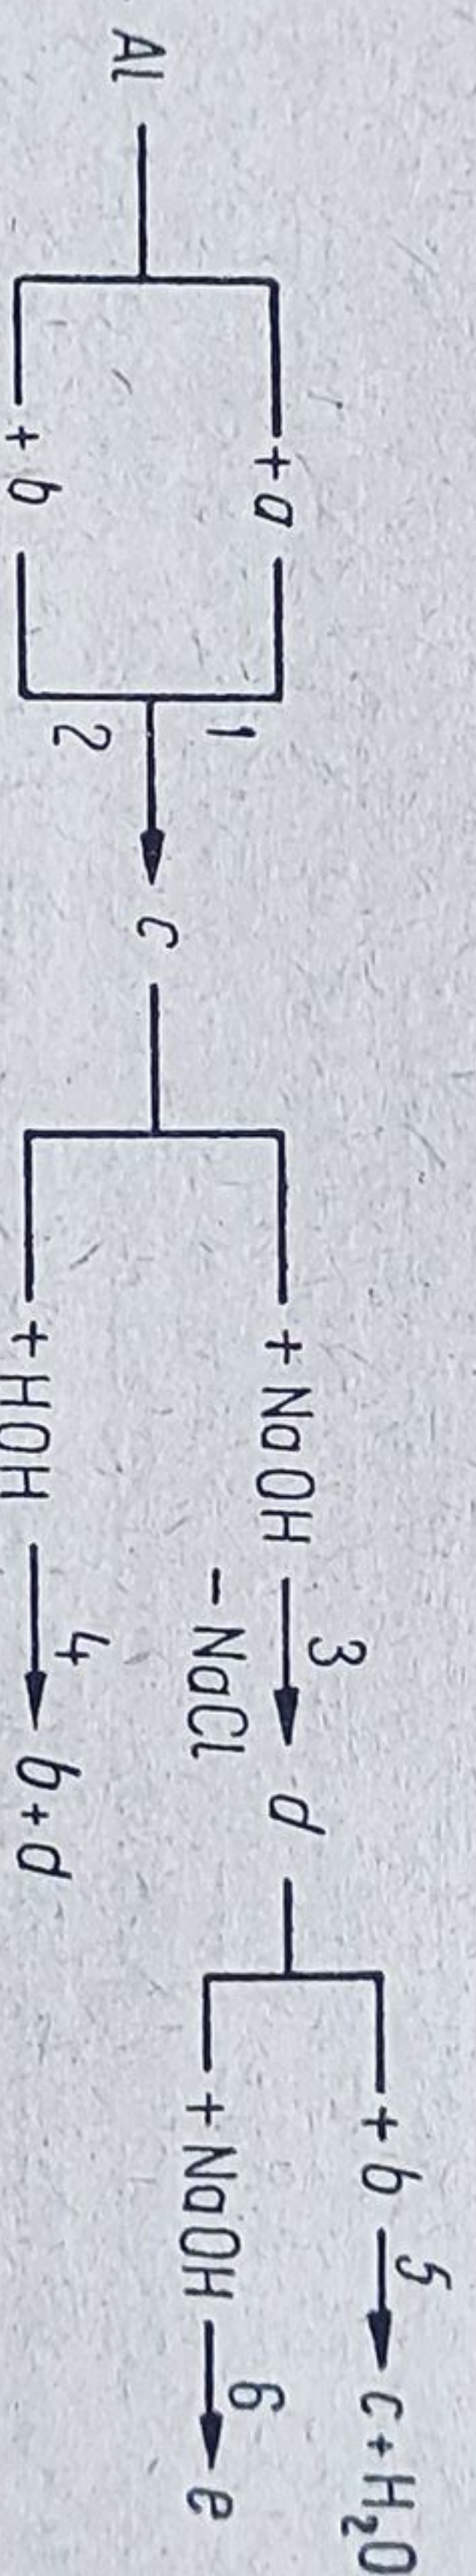 Al
+ a
+ b
1
2
c
+ NaOH
3
− NaCl
d
+ HOH
4
b + d
+ b
5
c + H₂O
+ NaOH
6
e